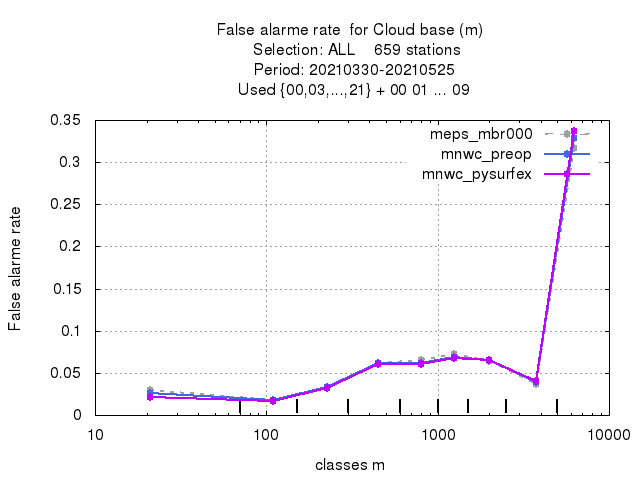 False alarme rate  for Cloud base (m)
Selection: ALL    659 stations
Period: 20210330-20210525
Used {00,03,...,21} + 00 01 ... 09
meps_mbr000
mnwc_preop
mnwc_pysurfex
False alarme rate
0.35
0.3
0.25
0.2
0.15
0.1
0.05
0
10
100
1000
10000
classes m